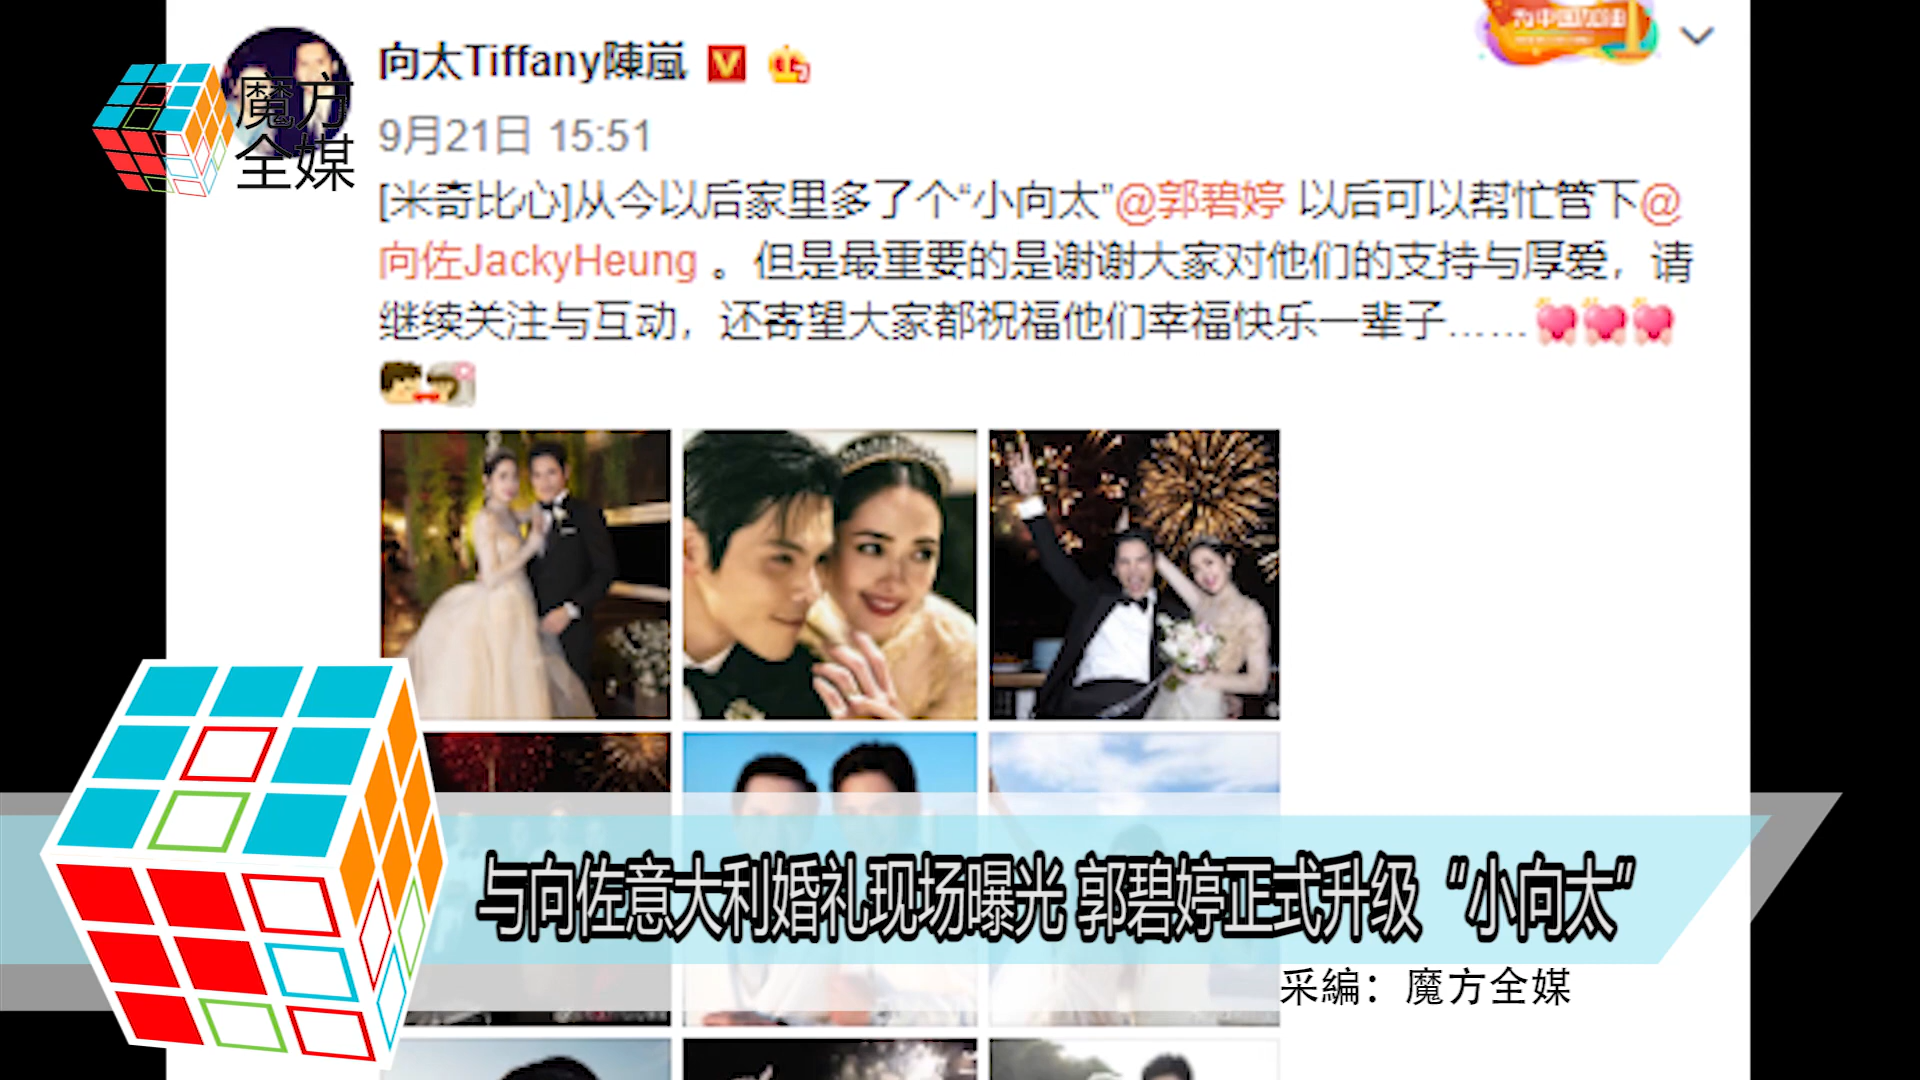 为中国加油
向太Tiffany陳嵐
魔方
全媒
9月21日 15:51
[米奇比心]从今以后家里多了个“小向太”@郭碧婷 以后可以帮忙管下@
向佐JackyHeung 。但是最重要的是谢谢大家对他们的支持与厚爱，请
继续关注与互动，还寄望大家都祝福他们幸福快乐一辈子……
与向佐意大利婚礼现场曝光 郭碧婷正式升级“小向太”
采編：魔方全媒